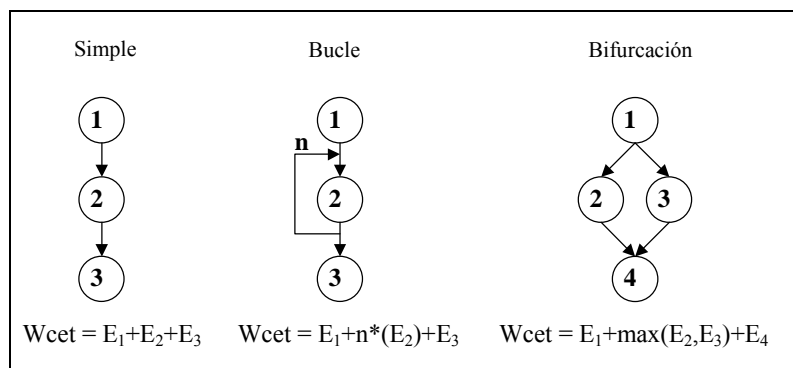 Simple Bucle Bifurcación
1 1 1
n
2 2 2 3
3 3 4
Wcet = E₁+E₂+E₃ Wcet = E₁+n*(E₂)+E₃ Wcet = E₁+max(E₂,E₃)+E₄